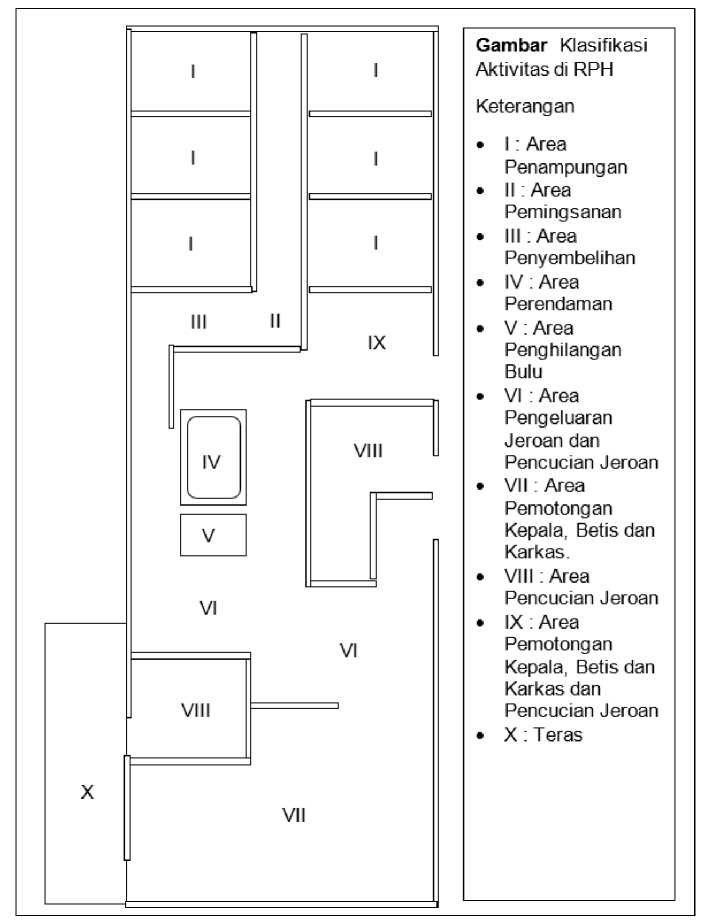 I
I
I
I
I
I
III
II
IX
IV
VIII
V
VI
VI
VIII
X
VII
Gambar Klasifikasi
Aktivitas di RPH
Keterangan
• I : Area
Penampungan
• II : Area
Pemingsanan
• III : Area
Penyembelihan
• IV : Area
Perendaman
• V : Area
Penghilangan
Bulu
• VI : Area
Pengeluaran
Jeroan dan
Pencucian Jeroan
• VII : Area
Pemotongan
Kepala, Betis dan
Karkas.
• VIII : Area
Pencucian Jeroan
• IX : Area
Pemotongan
Kepala, Betis dan
Karkas dan
Pencucian Jeroan
• X : Teras